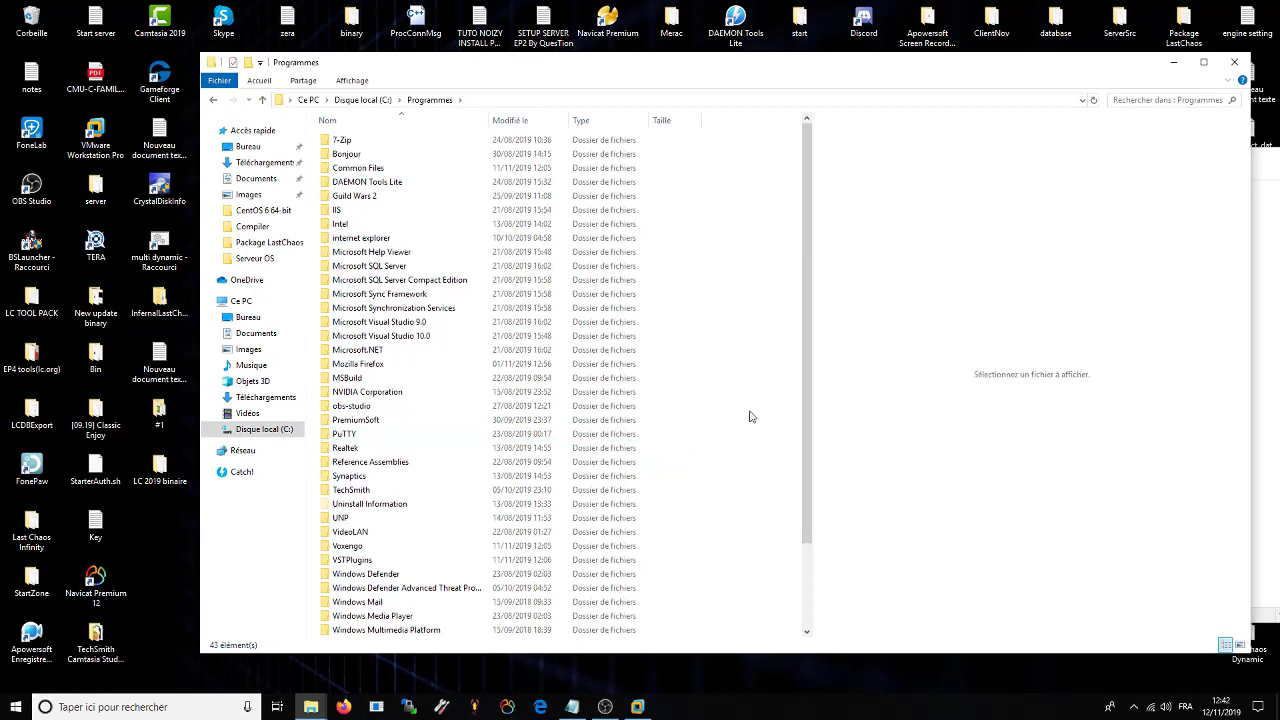 Corbeille
Start server
Camtasia 2019
Skype
zera
binary
ProcConnMsg
TUTO NOIZY
INSTALL P...
SETUP SERVER
EP2 By QuesTion
Navicat Premium
Merac
DAEMON Tools
Lite
start
Discord
Apowersoft
Screen Record...
ClientNov
database
ServerSrc
Package
LastChaos
engine setting
notes
CMU-C-FAMIL...
Gameforge
Client
FoneLab
VMware
Workstation Pro
Nouveau
document tex...
OBS Studio
server
CrystalDiskInfo
BSLauncher -
Raccourci
TERA
multi dynamic -
Raccourci
LC TOOL PACK
New update
binary
InfernalLastCh...
EP4 tools(lc.org)
Bin
Nouveau
document tex...
LCDBExport
[09.19] Classic
Enjoy
#1
FonePaw
StarterAuth.sh
LC 2019 binaire
Last Chaos
Infinity
Key
StartZone
Navicat Premium
12
Apowersoft
Enregistre...
TechSmith
Camtasia Stud...
Programmes
Fichier
Accueil
Partage
Affichage
Ce PC > Disque local (C:) > Programmes >
Rechercher dans : Programmes
Accès rapide
Bureau
Téléchargement:
Documents
Images
CentOS 6 64-bit
Compiler
Package LastChaos
Serveur OS
OneDrive
Ce PC
Bureau
Documents
Images
Musique
Objets 3D
Téléchargements
Vidéos
Disque local (C:)
Réseau
Catch!
Nom Modifié le Type Taille
7-Zip 24/08/2019 10:36 Dossier de fichiers
Bonjour 30/08/2019 14:15 Dossier de fichiers
Common Files 11/11/2019 12:05 Dossier de fichiers
DAEMON Tools Lite 24/08/2019 15:32 Dossier de fichiers
Guild Wars 2 25/09/2019 11:08 Dossier de fichiers
IIS 21/08/2019 15:54 Dossier de fichiers
Intel 13/08/2019 14:02 Dossier de fichiers
internet explorer 10/10/2019 04:58 Dossier de fichiers
Microsoft Help Viewer 21/08/2019 15:48 Dossier de fichiers
Microsoft SQL Server 21/08/2019 16:02 Dossier de fichiers
Microsoft SQL Server Compact Edition 21/08/2019 15:58 Dossier de fichiers
Microsoft Sync Framework 21/08/2019 15:58 Dossier de fichiers
Microsoft Synchronization Services 21/08/2019 15:58 Dossier de fichiers
Microsoft Visual Studio 9.0 21/08/2019 16:02 Dossier de fichiers
Microsoft Visual Studio 10.0 21/08/2019 15:48 Dossier de fichiers
Microsoft.NET 21/08/2019 16:02 Dossier de fichiers
Mozilla Firefox 01/11/2019 12:56 Dossier de fichiers
MSBuild 22/08/2019 09:54 Dossier de fichiers
NVIDIA Corporation 15/08/2019 23:52 Dossier de fichiers
obs-studio 27/08/2019 12:21 Dossier de fichiers
PremiumSoft 30/09/2019 23:37 Dossier de fichiers
PuTTY 23/08/2019 00:17 Dossier de fichiers
Realtek 13/08/2019 14:55 Dossier de fichiers
Reference Assemblies 22/08/2019 09:54 Dossier de fichiers
Synaptics 13/08/2019 14:53 Dossier de fichiers
TechSmith 05/10/2019 23:10 Dossier de fichiers
Uninstall Information 13/08/2019 13:33 Dossier de fichiers
UNP 14/08/2019 11:53 Dossier de fichiers
VideoLAN 22/08/2019 01:27 Dossier de fichiers
Voxengo 11/11/2019 12:05 Dossier de fichiers
VSTPlugins 11/11/2019 12:06 Dossier de fichiers
Windows Defender 23/08/2019 02:03 Dossier de fichiers
Windows Defender Advanced Threat Pro... 05/10/2019 04:52 Dossier de fichiers
Windows Mail 15/09/2018 09:33 Dossier de fichiers
Windows Media Player 23/08/2019 02:03 Dossier de fichiers
Windows Multimedia Platform 15/09/2018 18:39 Dossier de fichiers
Sélectionnez un fichier à afficher.
43 élément(s)
Dynamic
Taper ici pour rechercher
FRA
12:42
12/11/2019